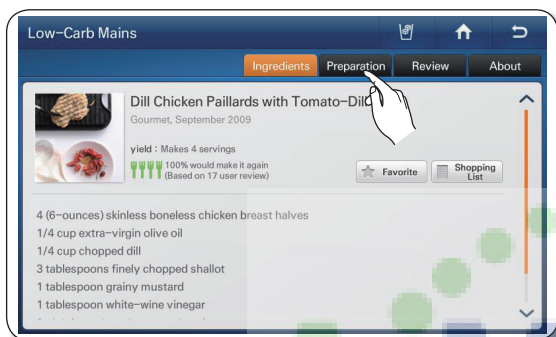 Low-Carb Mains
Ingredients Preparation Review About
Dill Chicken Paillards with Tomato-Dill
Gourmet, September 2009
yield : Makes 4 servings
100% would make it again
(Based on 17 user review)
Favorite
Shopping
List
4 (6-ounces) skinless boneless chicken breast halves
1/4 cup extra-virgin olive oil
1/4 cup chopped dill
3 tablespoons finely chopped shallot
1 tablespoon grainy mustard
1 tablespoon white-wine vinegar